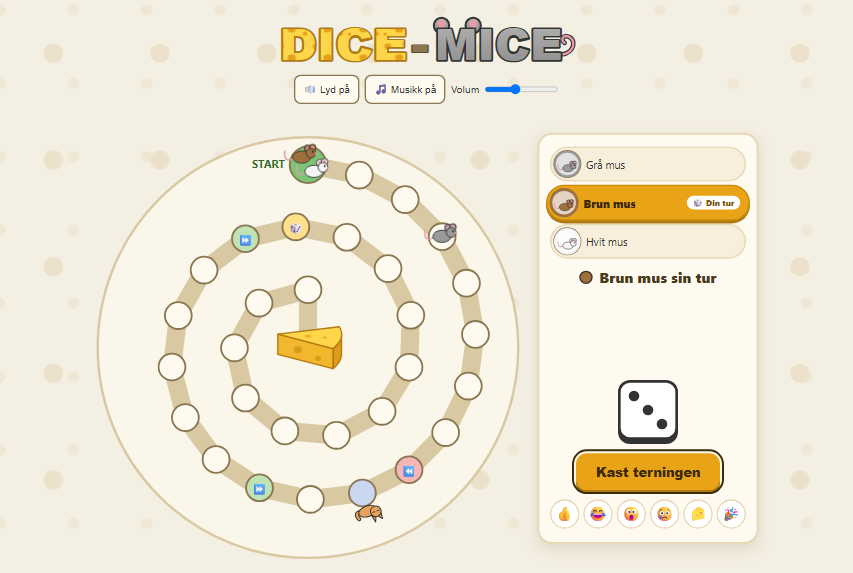 DICE-MICE
Lyd på
Musikk på
Volum
START
Grå mus
Brun mus
Din tur
Hvit mus
Brun mus sin tur
Kast terningen